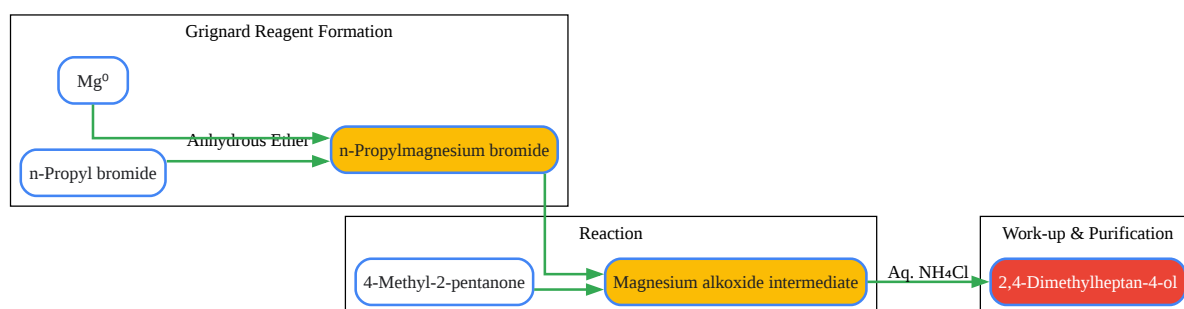 Grignard Reagent Formation
Mg⁰
Anhydrous Ether
n-Propyl bromide
n-Propylmagnesium bromide
Reaction
4-Methyl-2-pentanone
Magnesium alkoxide intermediate
Aq. NH₄Cl
Work-up & Purification
2,4-Dimethylheptan-4-ol